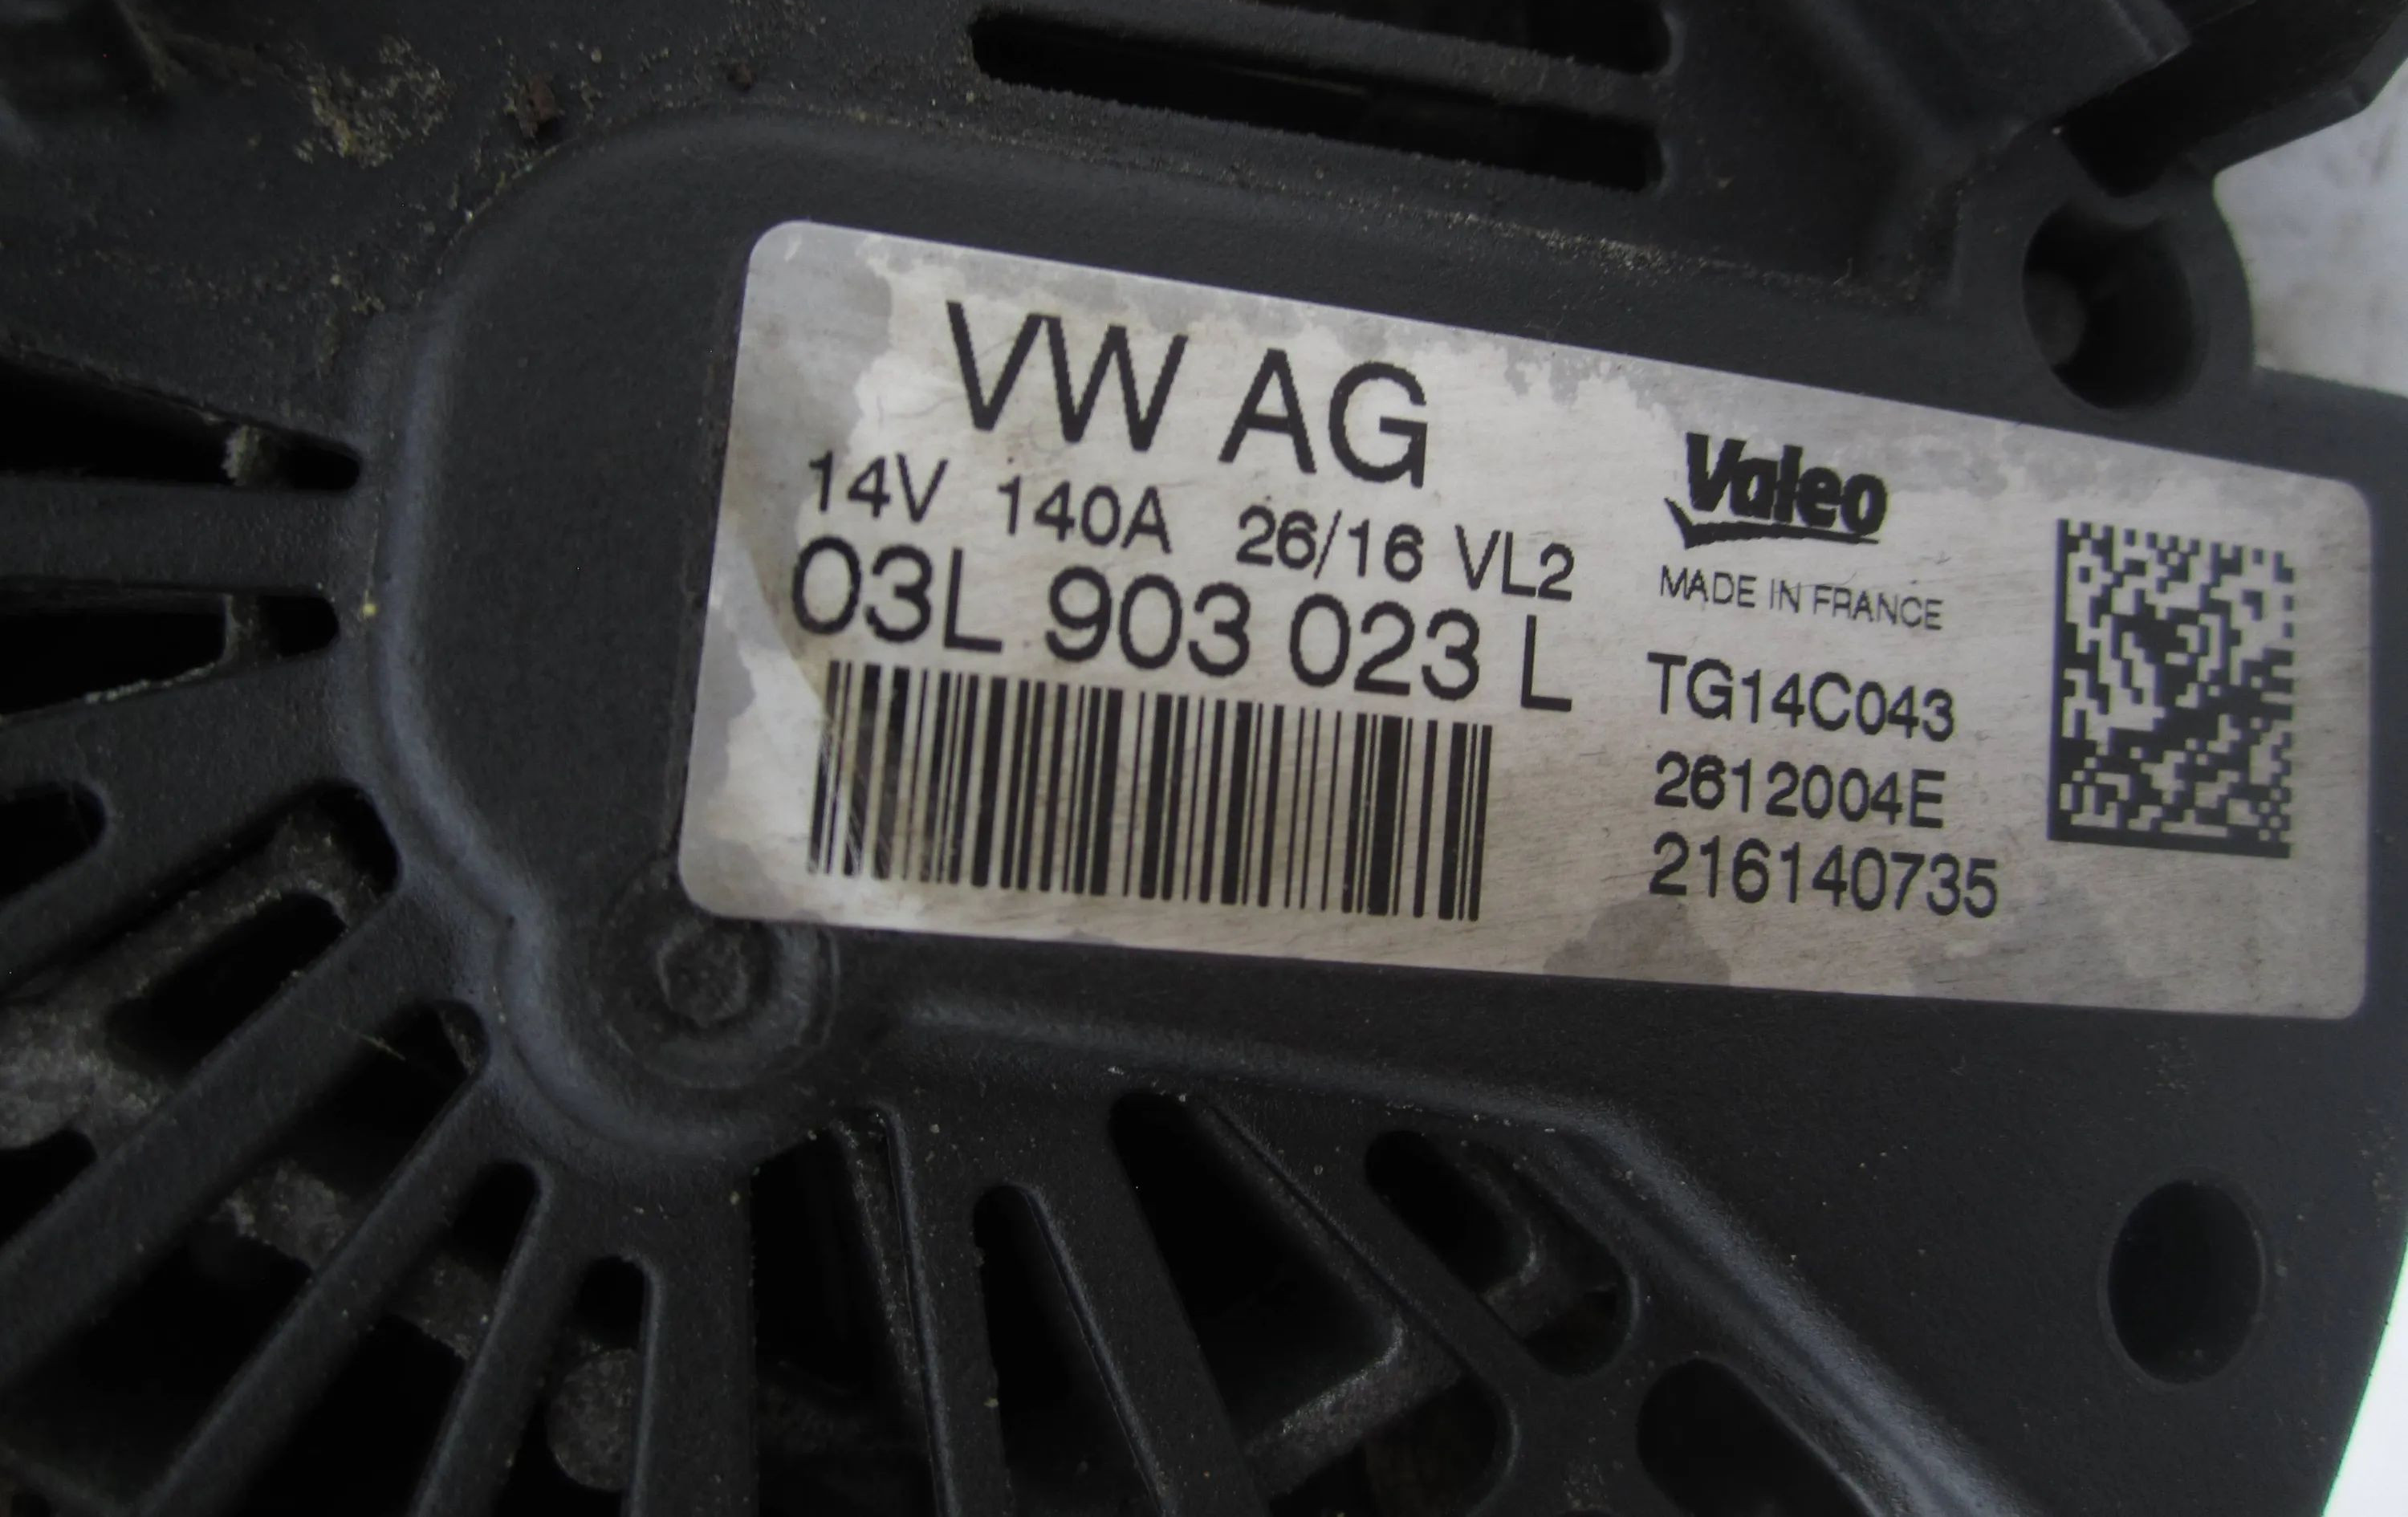 VW AG
14V 140A 26/16 VL2
03L 903 023 L
Valeo
MADE IN FRANCE
TG14C043
2612004E
216140735